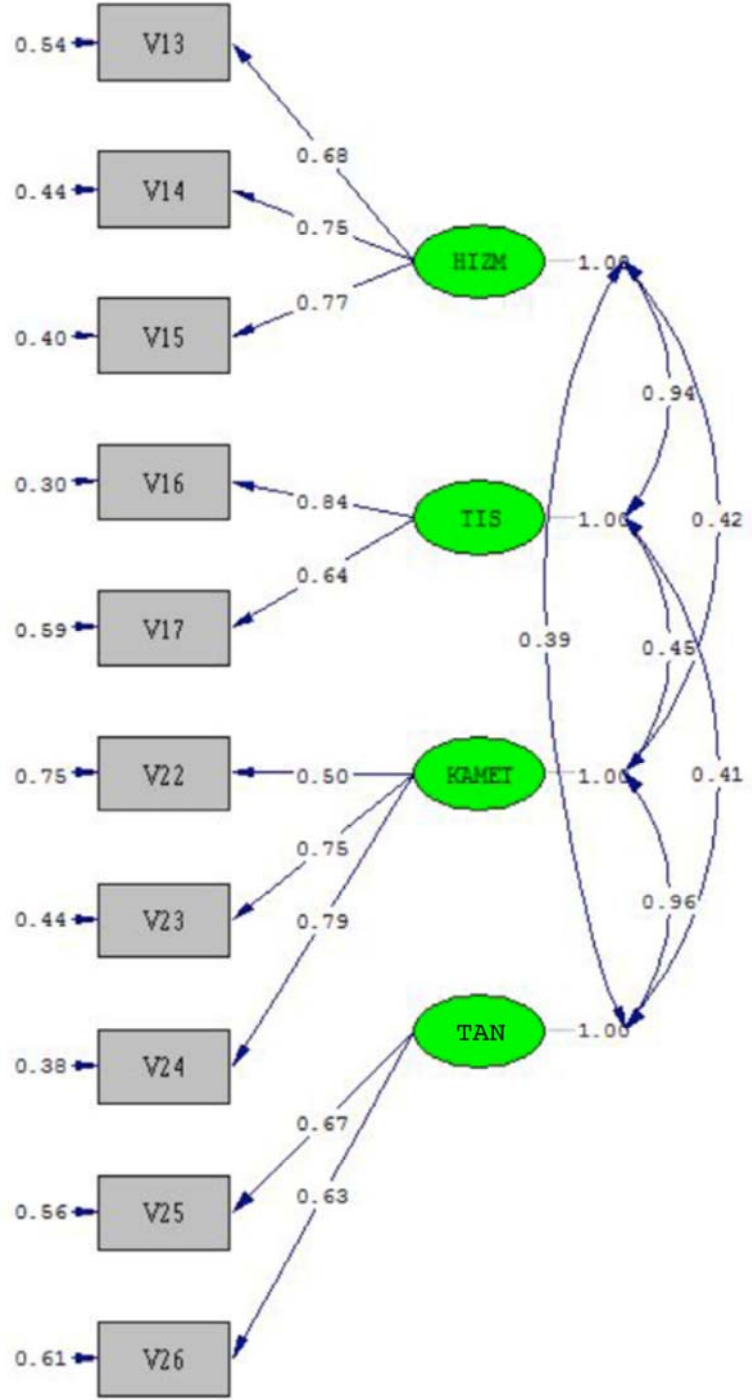 0.54 V13
0.68
0.44 V14
0.75
HIZM 1.00
0.77
0.40 V15
0.94
0.30 V16
0.84
TIS 1.00
0.42
0.64
0.59 V17
0.39
0.45
0.75 V22
0.50
KAMET 1.00
0.41
0.75
0.44 V23
0.79
0.96
TAN 1.00
0.38 V24
0.67
0.56 V25
0.63
0.61 V26